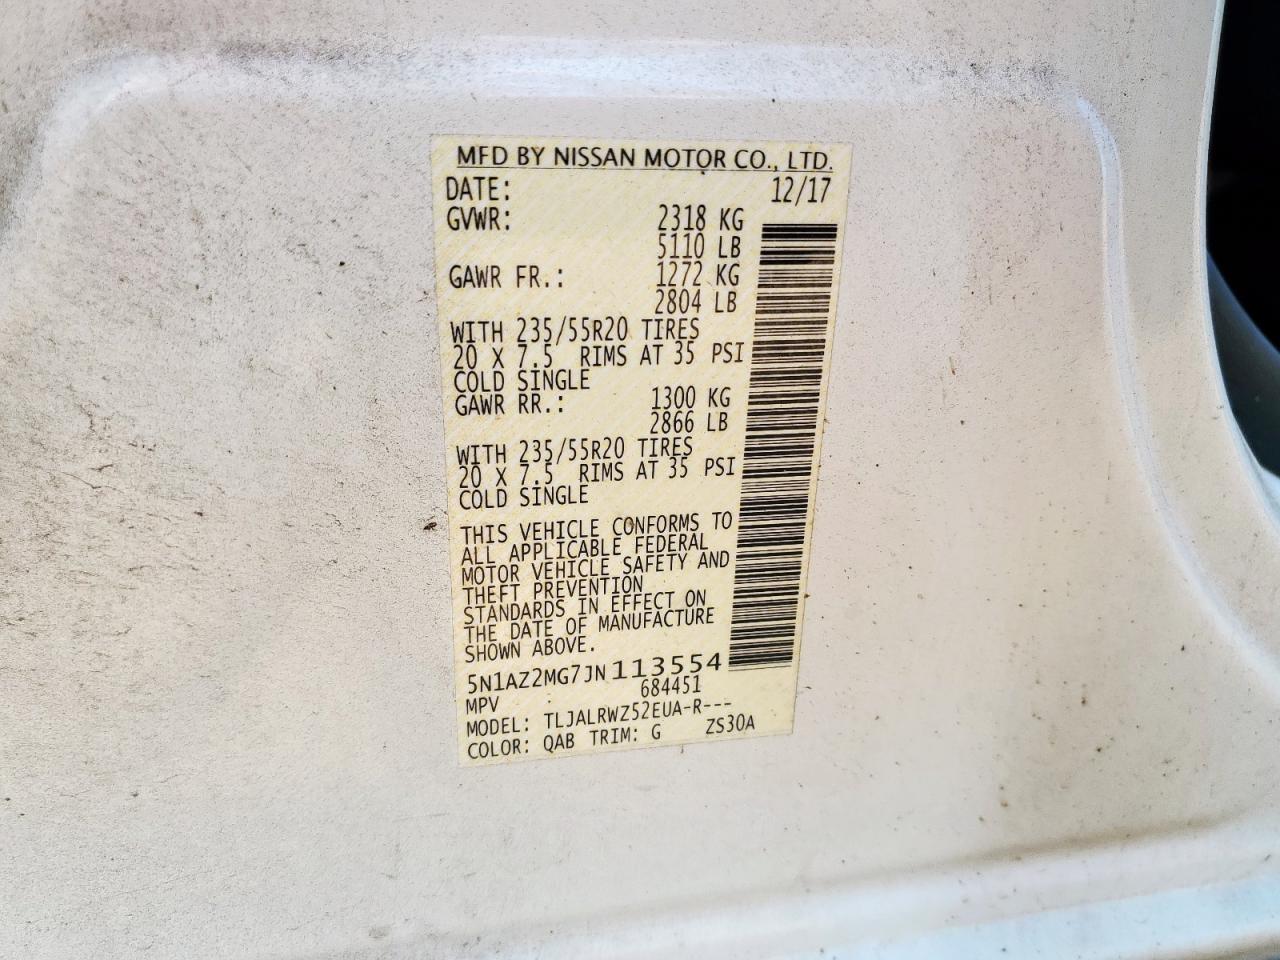 MFD BY NISSAN MOTOR CO., LTD.
DATE: 12/17
GVWR: 2318 KG
5110 LB
GAWR FR.: 1272 KG
2804 LB
WITH 235/55R20 TIRES
20 X 7.5 RIMS AT 35 PSI
COLD SINGLE
GAWR RR.: 1300 KG
2866 LB
WITH 235/55R20 TIRES
20 X 7.5 RIMS AT 35 PSI
COLD SINGLE
THIS VEHICLE CONFORMS TO
ALL APPLICABLE FEDERAL
MOTOR VEHICLE SAFETY AND
THEFT PREVENTION
STANDARDS IN EFFECT ON
THE DATE OF MANUFACTURE
SHOWN ABOVE.
5N1AZ2MG7JN113554
MPV 684451
MODEL: TLJALRWZ52EUA-R---
COLOR: QAB TRIM: G ZS30A